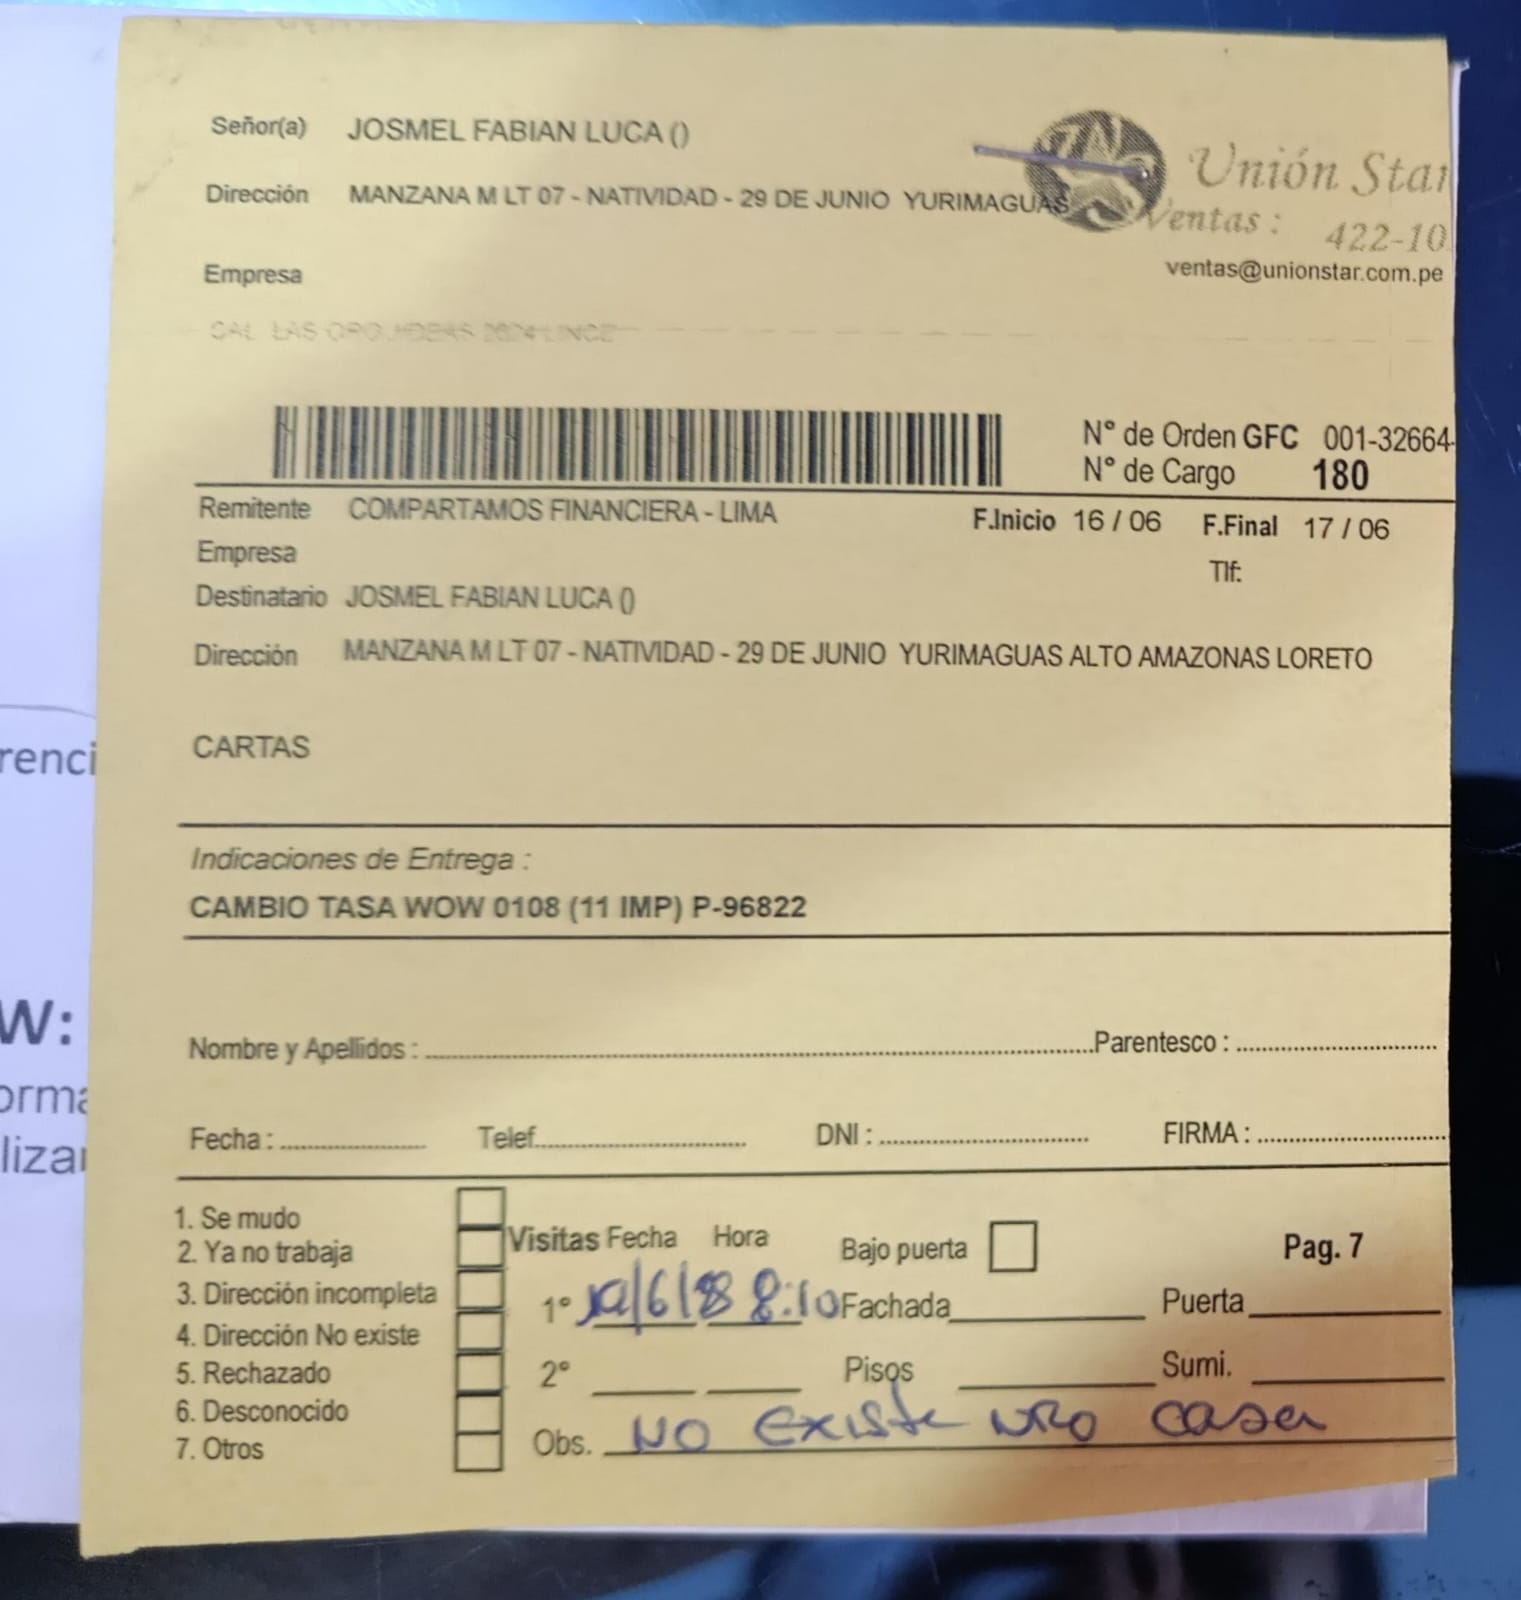 Señor(a) JOSMEL FABIAN LUCA ()
Dirección MANZANA M LT 07 - NATIVIDAD - 29 DE JUNIO YURIMAGUAS
Unión Star
Ventas : 422-10
ventas@unionstar.com.pe
Empresa
N° de Orden GFC 001-32664-
N° de Cargo 180
Remitente COMPARTAMOS FINANCIERA - LIMA
F.Inicio 16 / 06 F.Final 17 / 06
Empresa
Tlf:
Destinatario JOSMEL FABIAN LUCA ()
Dirección MANZANA M LT 07 - NATIVIDAD - 29 DE JUNIO YURIMAGUAS ALTO AMAZONAS LORETO
CARTAS
Indicaciones de Entrega :
CAMBIO TASA WOW 0108 (11 IMP) P-96822
Nombre y Apellidos : Parentesco :
Fecha : Telef. DNI : FIRMA :
1. Se mudo
2. Ya no trabaja
3. Dirección incompleta
4. Dirección No existe
5. Rechazado
6. Desconocido
7. Otros
Visitas Fecha Hora Bajo puerta Pag. 7
1° 8:10 Fachada Puerta
2° Pisos Sumi.
Obs. NO EXISTE NRO casa
renci
W:
orma
lizar